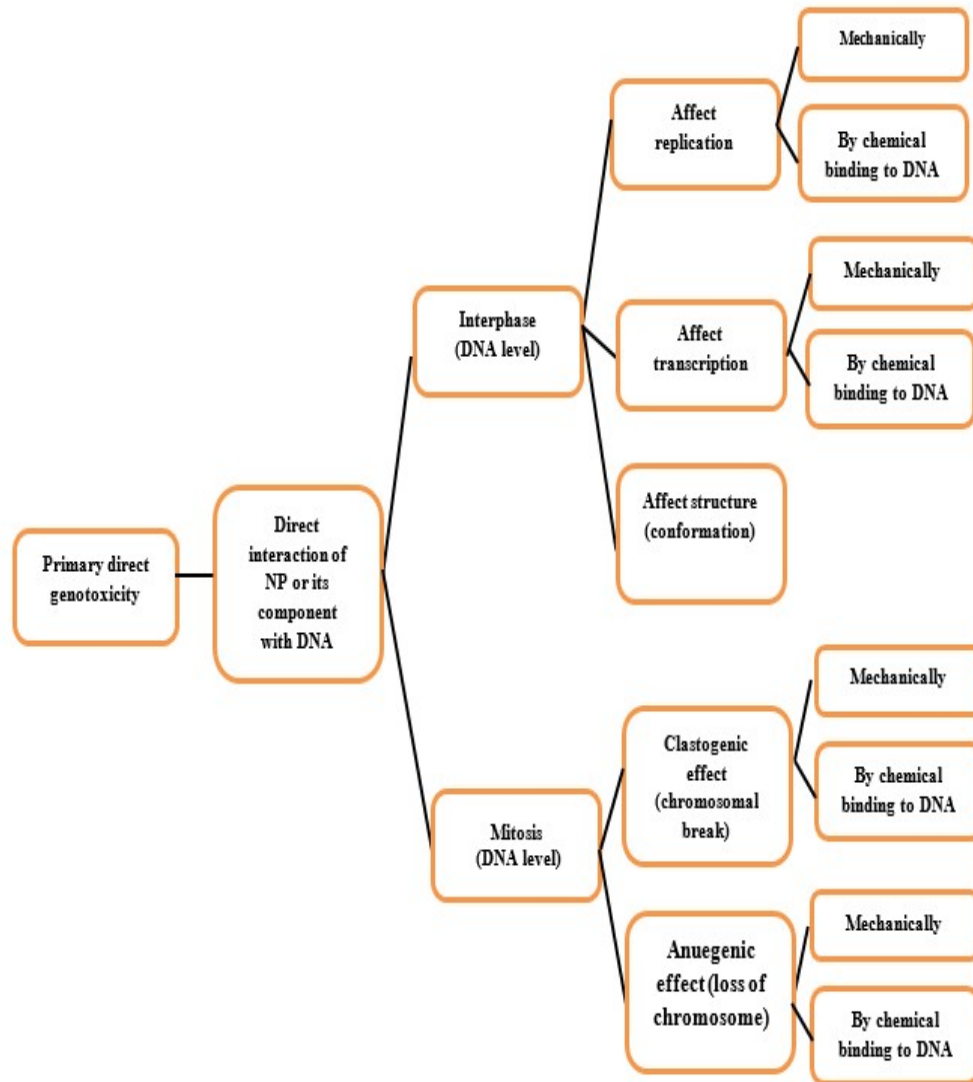 Primary direct
genotoxicity
Direct
interaction of
NP or its
component
with DNA
Interphase
(DNA level)
Affect
replication
Mechanically
By chemical
binding to DNA
Affect
transcription
Mechanically
By chemical
binding to DNA
Affect structure
(conformation)
Mitosis
(DNA level)
Clastogenic
effect
(chromosomal
break)
Mechanically
By chemical
binding to DNA
Anuegenic
effect (loss of
chromosome)
Mechanically
By chemical
binding to DNA